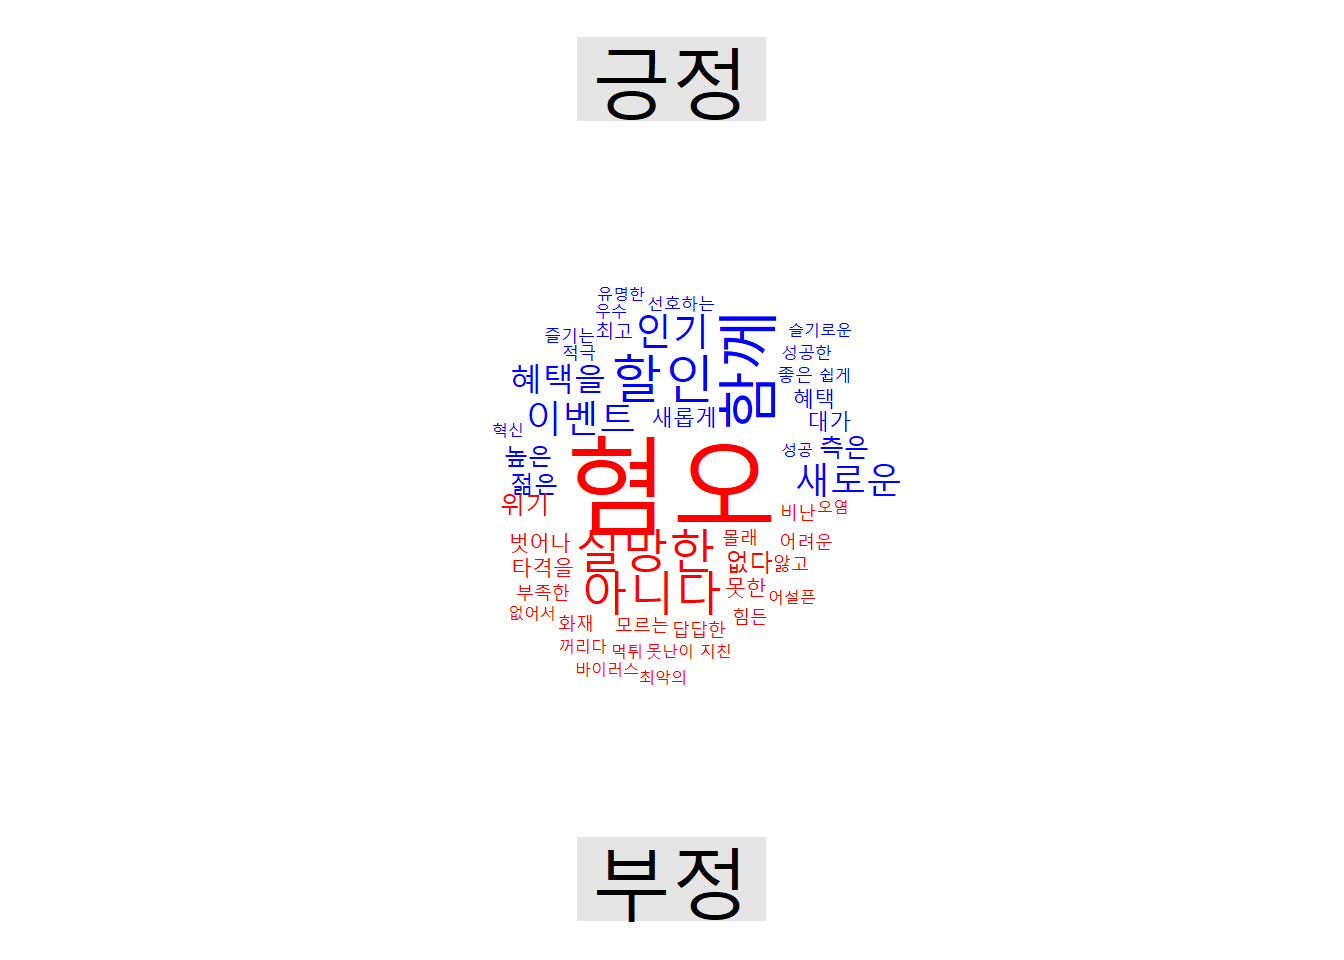 긍정
유명한
우수 선호하는
즐기는 최고 인기 함께 슬기로운
적극 성공한
혜택을 할인 좋은 쉽게
혜택
이벤트 새롭게 대가
혁신
높은 성공 측은
젊은 새로운
혐오
위기 비난 오염
벗어나 실망한 몰래 어려운
타격을 없다 않고
부족한 아니다 못한 어설픈
없어서 화재 모르는 답답한 힘든
꺼리다 먹튀 못난이 지친
바이러스 최악의
부정